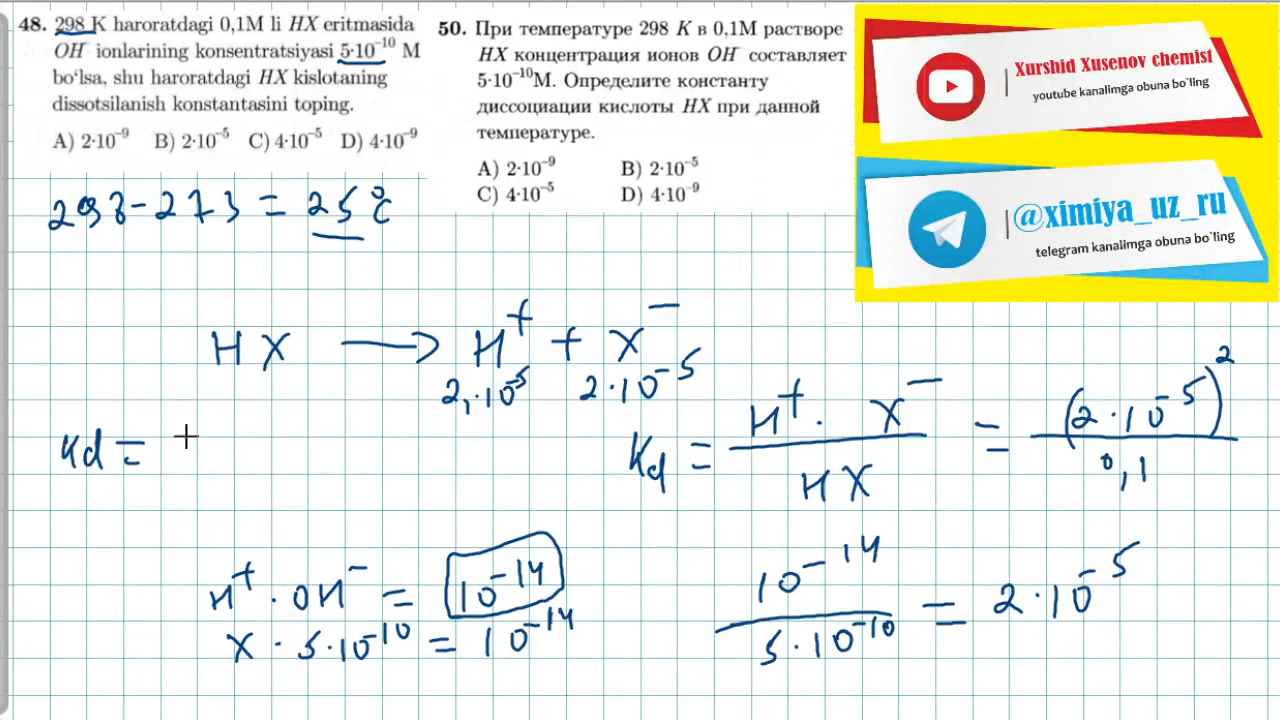 48. 298 K haroratdagi 0,1M li HX eritmasida
OH⁻ ionlarining konsentratsiyasi 5·10⁻¹⁰ M
bo‘lsa, shu haroratdagi HX kislotaning
dissotsilanish konstantasini toping.
A) 2·10⁻⁹ B) 2·10⁻⁵ C) 4·10⁻⁵ D) 4·10⁻⁹
50. При температуре 298 K в 0,1М растворе
HX концентрация ионов OH⁻ составляет
5·10⁻¹⁰М. Определите константу
диссоциации кислоты HX при данной
температуре.
A) 2·10⁻⁹ B) 2·10⁻⁵
C) 4·10⁻⁵ D) 4·10⁻⁹
Xurshid Xusenov chemist
youtube kanalimga obuna bo`ling
@ximiya_uz_ru
telegram kanalimga obuna bo`ling
298-273 = 25°C
HX → H⁺ + X⁻
2,·10⁻⁵ 2·10⁻⁵
Kd =
Kd = H⁺· X⁻ / HX = (2·10⁻⁵)² / 0,1
H⁺ · OH⁻ = 10⁻¹⁴
X · 5·10⁻¹⁰ = 10⁻¹⁴
10⁻¹⁴ / 5·10⁻¹⁰ = 2·10⁻⁵